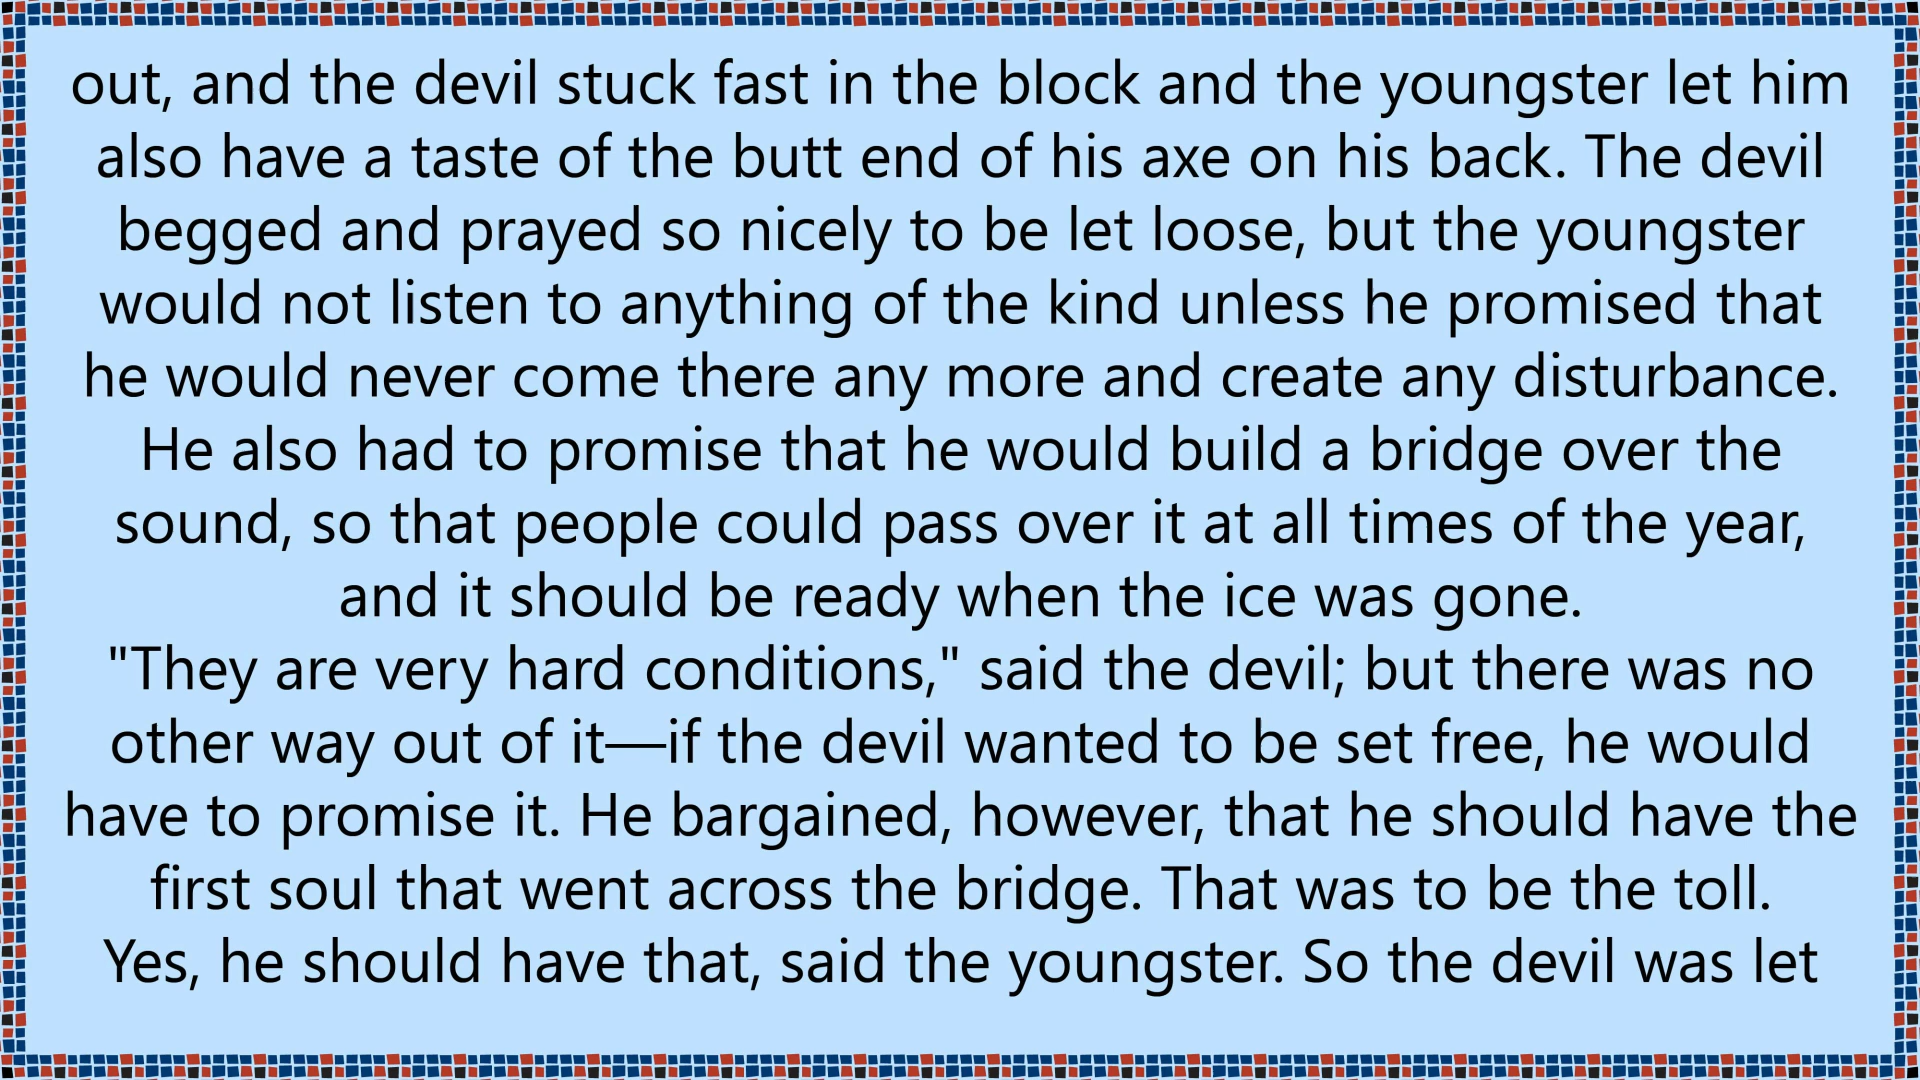 out, and the devil stuck fast in the block and the youngster let him
also have a taste of the butt end of his axe on his back. The devil
begged and prayed so nicely to be let loose, but the youngster
would not listen to anything of the kind unless he promised that
he would never come there any more and create any disturbance.
He also had to promise that he would build a bridge over the
sound, so that people could pass over it at all times of the year,
and it should be ready when the ice was gone.
"They are very hard conditions," said the devil; but there was no
other way out of it—if the devil wanted to be set free, he would
have to promise it. He bargained, however, that he should have the
first soul that went across the bridge. That was to be the toll.
Yes, he should have that, said the youngster. So the devil was let